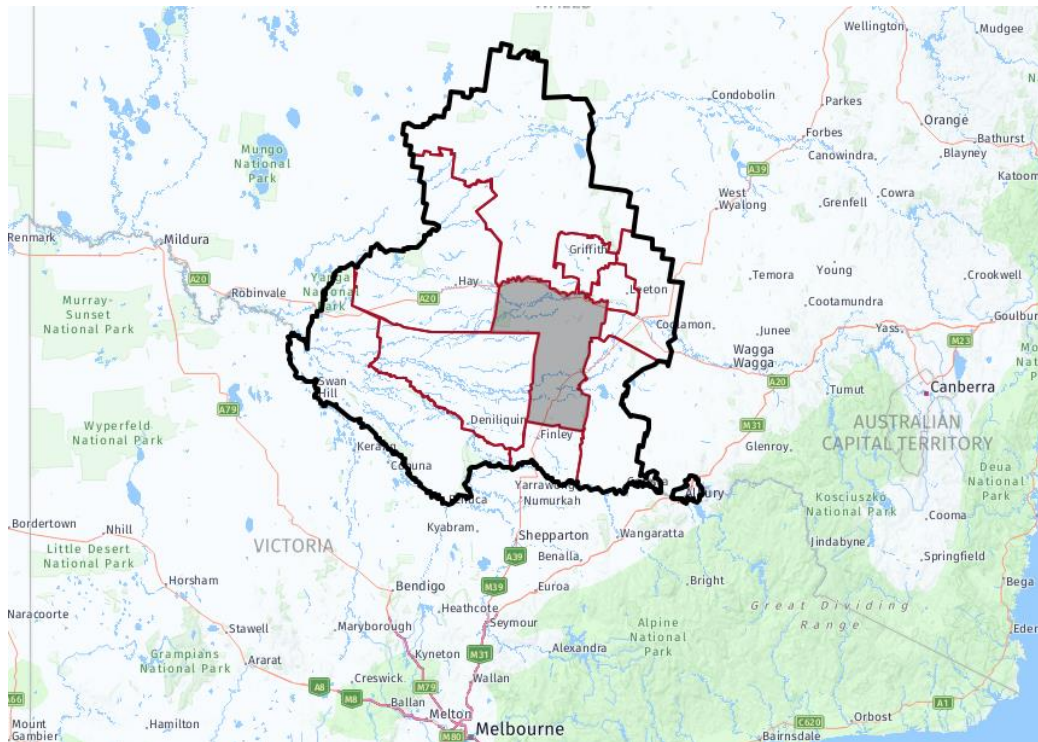 Wellington
Mudgee
Condobolin
Parkes
Orange
Bathurst
Forbes
Canowindra
Blayney
Katoom
Mungo
National
Park
A39
West
Wyalong
Cowra
Grenfell
Renmark
Mildura
Griffith
A20
Yanga
National
Park
Hay
A20
Leeton
Temora
Young
Crookwell
Robinvale
Cootamundra
Murray-
Sunset
National Park
Coolamon
Junee
Yass
Goulbu
M23
Wagga
Wagga
A20
Swan
Hill
Tumut
Canberra
A79
Deniliquin
Finley
M31
Glenroy
AUSTRALIAN
CAPITAL TERRITORY
Wyperfeld
National Park
Kerang
Deua
National
Park
Yarrawonga
Numurkah
Albury
Kosciuszko
National Park
Cooma
Bordertown
Nhill
Kyabram
Shepparton
Wangaratta
Jindabyne
Little Desert
National Park
VICTORIA
A39
Benalla
Springfield
Horsham
Bendigo
M39
Euroa
Bright
Bega
Heathcote
Great Dividing
Range
Naracoorte
Stawell
Maryborough
Seymour
Alpine
National
Park
Eden
Grampians
National Park
Ararat
Kyneton
M31
Alexandra
Creswick
M79
Wallan
A66
A8
M8
Ballan
A1
Mount
Gambier
Hamilton
Melton
M80
Melbourne
C620
Orbost
Bairnsdale